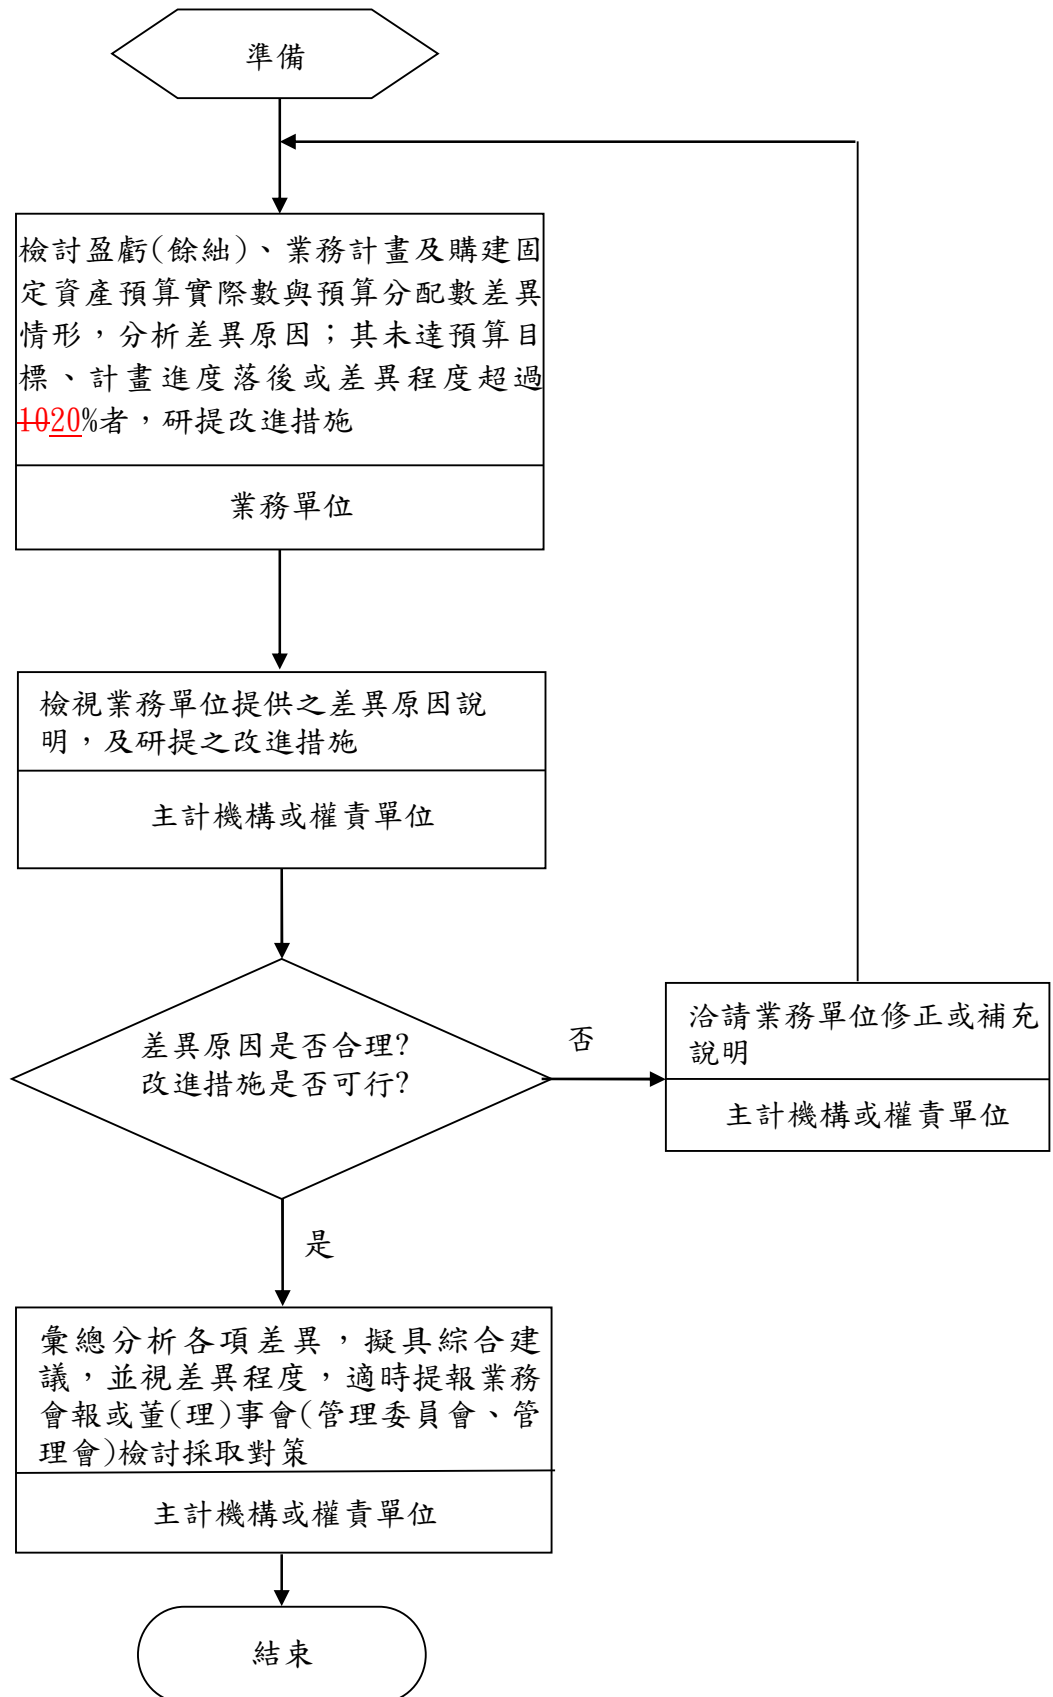 準備
檢討盈虧(餘絀)、業務計畫及購建固
定資產預算實際數與預算分配數差異
情形，分析差異原因；其未達預算目
標、計畫進度落後或差異程度超過
1020%者，研提改進措施
業務單位
檢視業務單位提供之差異原因說
明，及研提之改進措施
主計機構或權責單位
差異原因是否合理?
改進措施是否可行?
否
洽請業務單位修正或補充
說明
主計機構或權責單位
是
彙總分析各項差異，擬具綜合建
議，並視差異程度，適時提報業務
會報或董(理)事會(管理委員會、管
理會)檢討採取對策
主計機構或權責單位
結束